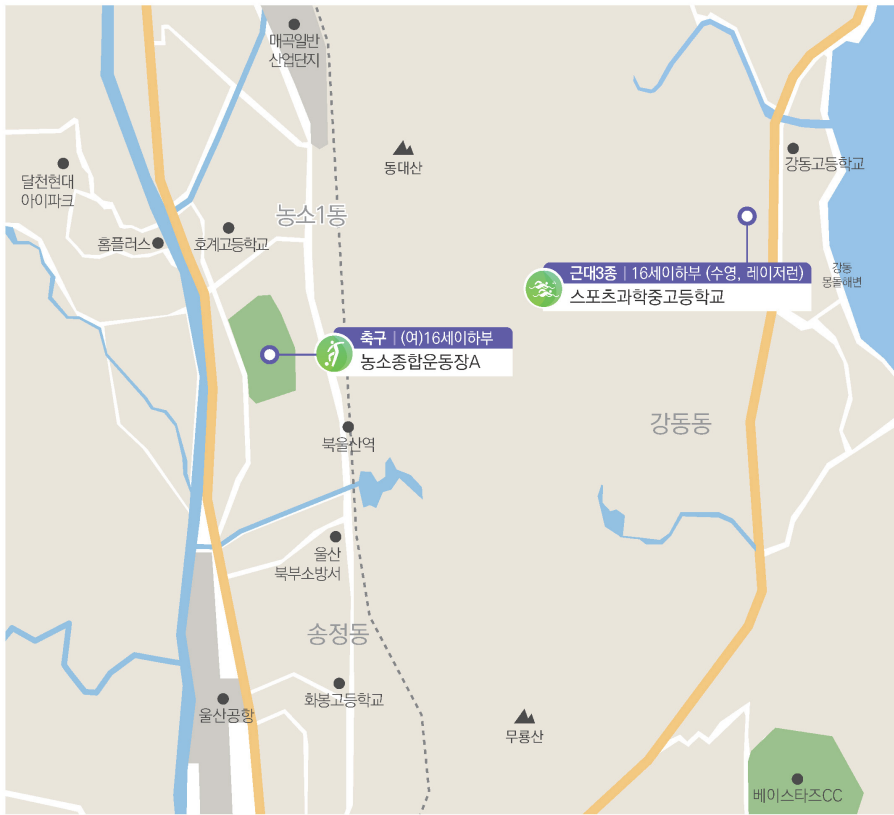 매곡일반
산업단지
동대산
강동고등학교
달천현대
아이파크
농소1동
홈플러스
호계고등학교
강동
몽돌해변
근대3종 | 16세이하부 (수영, 레이저런)
스포츠과학중고등학교
축구 | (여)16세이하부
농소종합운동장A
강동동
북울산역
울산
북부소방서
송정동
화봉고등학교
울산공항
무룡산
베이스타즈CC